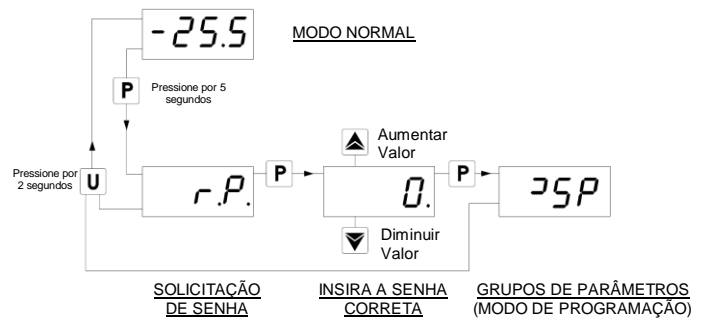 -25.5
MODO NORMAL
P
Pressione por 5
segundos
Pressione por
2 segundos
U
r.P.
P
Aumentar
Valor
0.
Diminuir
Valor
P
ᴝSP
SOLICITAÇÃO
DE SENHA
INSIRA A SENHA
CORRETA
GRUPOS DE PARÂMETROS
(MODO DE PROGRAMAÇÃO)